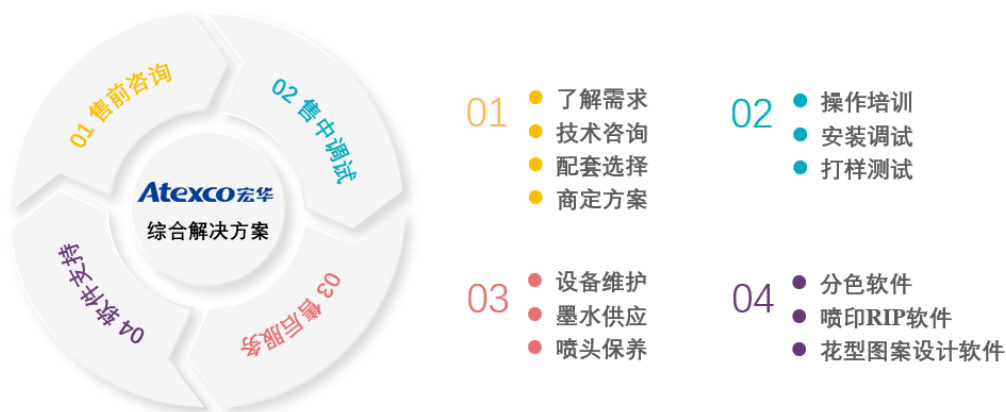 01 售前咨询
02 售中调试
Atexco宏华
综合解决方案
03 售后服务
04 软件支持
01
了解需求
技术咨询
配套选择
商定方案
02
操作培训
安装调试
打样测试
03
设备维护
墨水供应
喷头保养
04
分色软件
喷印RIP软件
花型图案设计软件